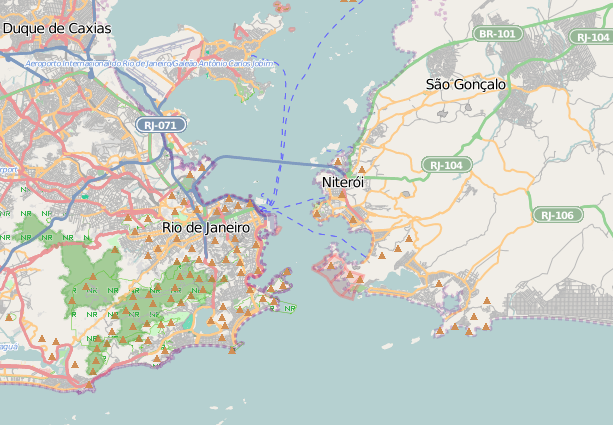 Duque de Caxias
BR-101
RJ-104
Aeroporto Internacional do Rio de Janeiro/Galeão Antônio Carlos Jobim
São Gonçalo
RJ-071
RJ-104
Niterói
NR
NR
RJ-106
Rio de Janeiro
NR NR NR NR
NR
NR
NR
NR
NR